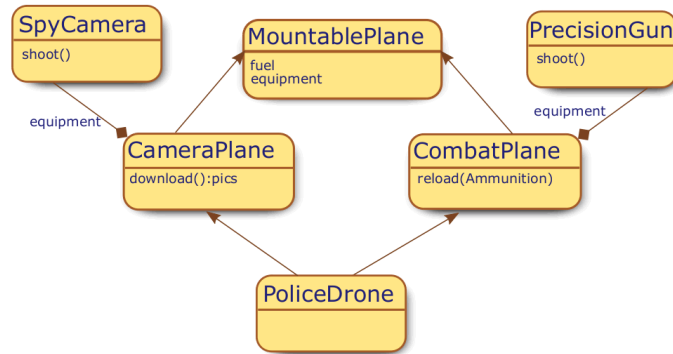 SpyCamera
shoot()
MountablePlane
fuel
equipment
PrecisionGun
shoot()
equipment
equipment
CameraPlane
download():pics
CombatPlane
reload(Ammunition)
PoliceDrone